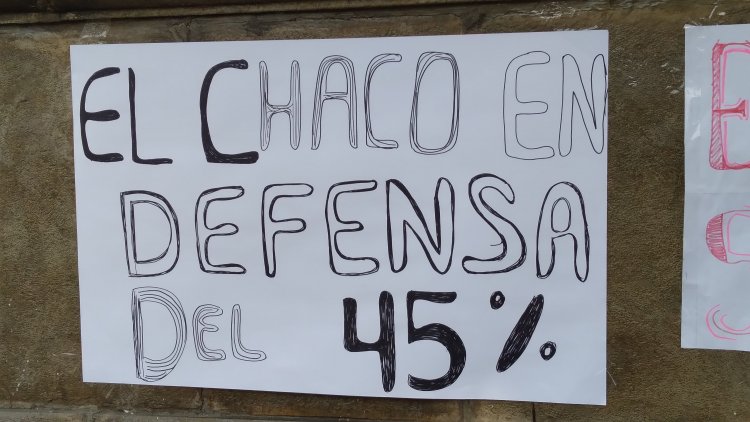 EL CHACO EN
DEFENSA
DEL 45%